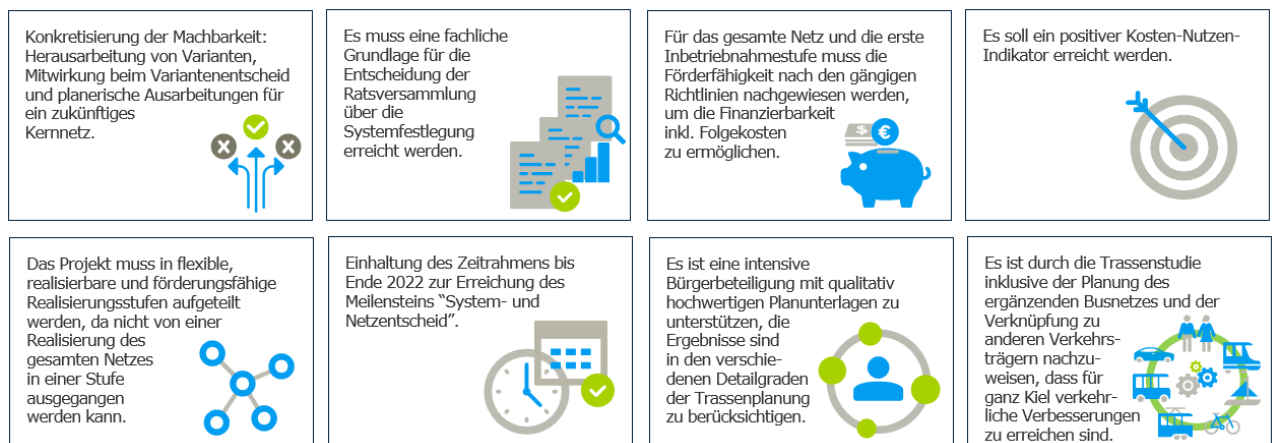 Konkretisierung der Machbarkeit:
Herausarbeitung von Varianten,
Mitwirkung beim Variantenentscheid
und planerische Ausarbeitungen für
ein zukünftiges
Kernnetz.
Es muss eine fachliche
Grundlage für die
Entscheidung der
Ratsversammlung
über die
Systemfestlegung
erreicht werden.
Für das gesamte Netz und die erste
Inbetriebnahmestufe muss die
Förderfähigkeit nach den gängigen
Richtlinien nachgewiesen werden,
um die Finanzierbarkeit
inkl. Folgekosten
zu ermöglichen.
$ €
Es soll ein positiver Kosten-Nutzen-
Indikator erreicht werden.
Das Projekt muss in flexible,
realisierbare und förderungsfähige
Realisierungsstufen aufgeteilt
werden, da nicht von einer
Realisierung des
gesamten Netzes
in einer Stufe
ausgegangen
werden kann.
Einhaltung des Zeitrahmens bis
Ende 2022 zur Erreichung des
Meilensteins “System- und
Netzentscheid”.
Es ist eine intensive
Bürgerbeteiligung mit qualitativ
hochwertigen Planunterlagen zu
unterstützen, die
Ergebnisse sind
in den verschie-
denen Detailgraden
der Trassenplanung
zu berücksichtigen.
Es ist durch die Trassenstudie
inklusive der Planung des
ergänzenden Busnetzes und der
Verknüpfung zu
anderen Verkehrs-
trägern nachzu-
weisen, dass für
ganz Kiel verkehr-
liche Verbesserungen
zu erreichen sind.